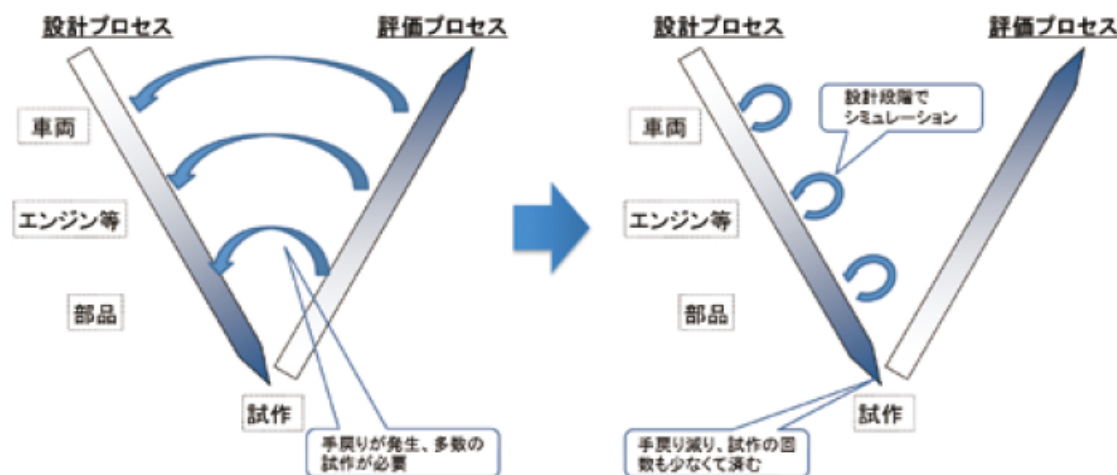 設計プロセス
評価プロセス
車両
エンジン等
部品
試作
手戻りが発生、多数の
試作が必要
設計プロセス
評価プロセス
設計段階で
シミュレーション
車両
エンジン等
部品
試作
手戻り減り、試作の回
数も少なくて済む